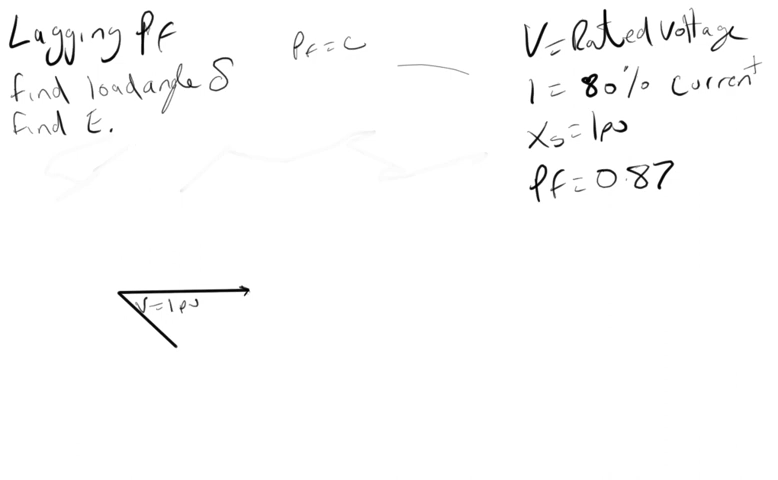 Lagging Pf
find loadangle δ
find E.
Pf = C
V = Rated Voltage
I = 80% Current
Xs = 1pu
Pf = 0.87
V=1pu